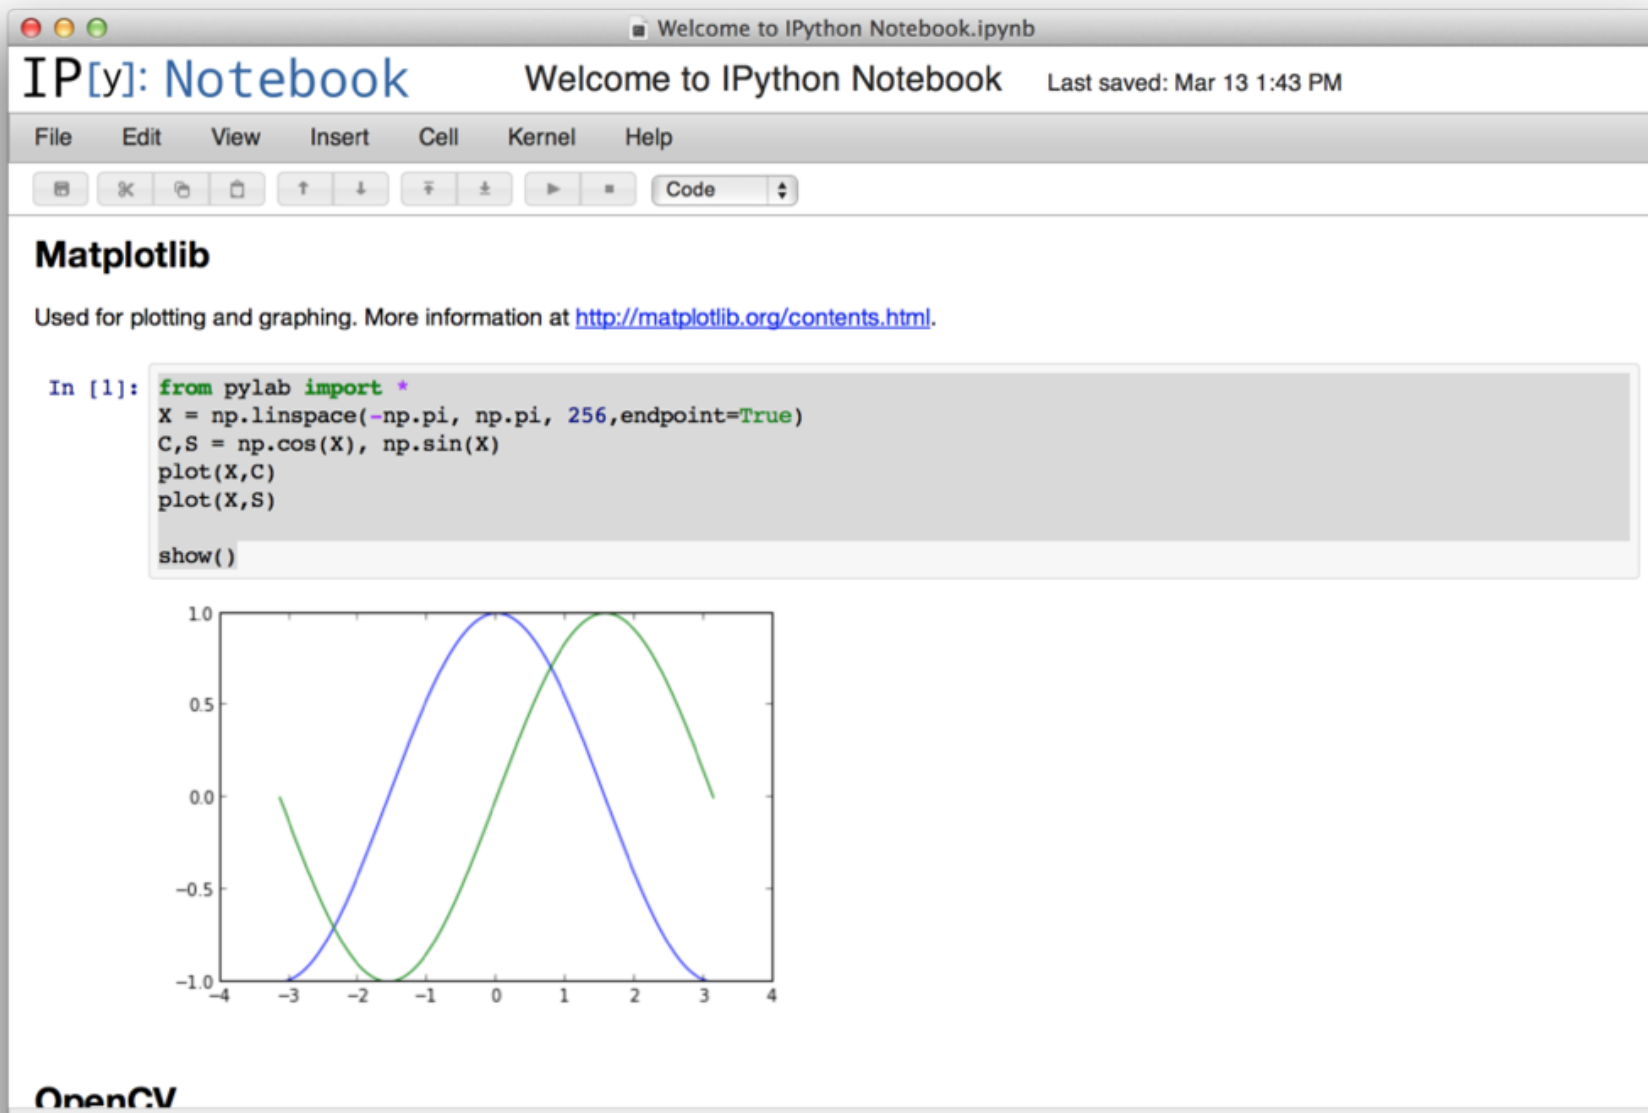 Welcome to IPython Notebook.ipynb
IP[y]: Notebook Welcome to IPython Notebook Last saved: Mar 13 1:43 PM
File Edit View Insert Cell Kernel Help
Code
Matplotlib
Used for plotting and graphing. More information at http://matplotlib.org/contents.html.
In [1]: from pylab import *
X = np.linspace(-np.pi, np.pi, 256,endpoint=True)
C,S = np.cos(X), np.sin(X)
plot(X,C)
plot(X,S)
show()
1.0
0.5
0.0
−0.5
−1.0
−4 −3 −2 −1 0 1 2 3 4
OpenCV